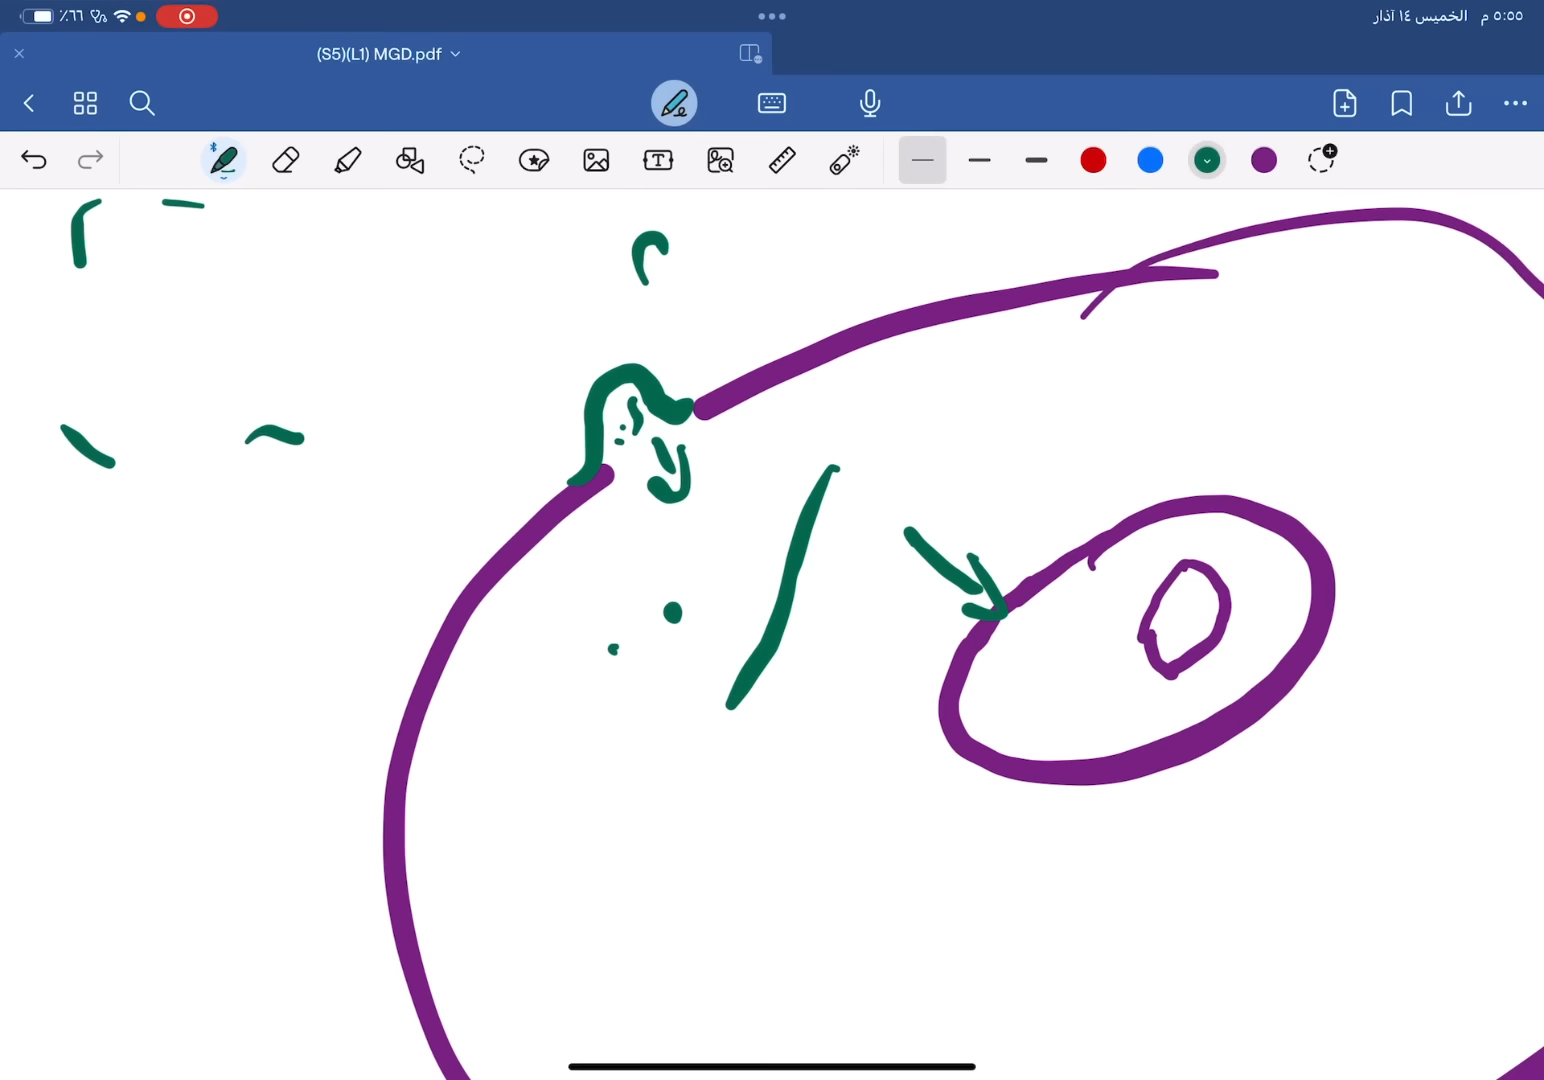 ٪٦٦ ٥:٥٥ م الخميس ١٤ آذار
(S5)(L1) MGD.pdf
T